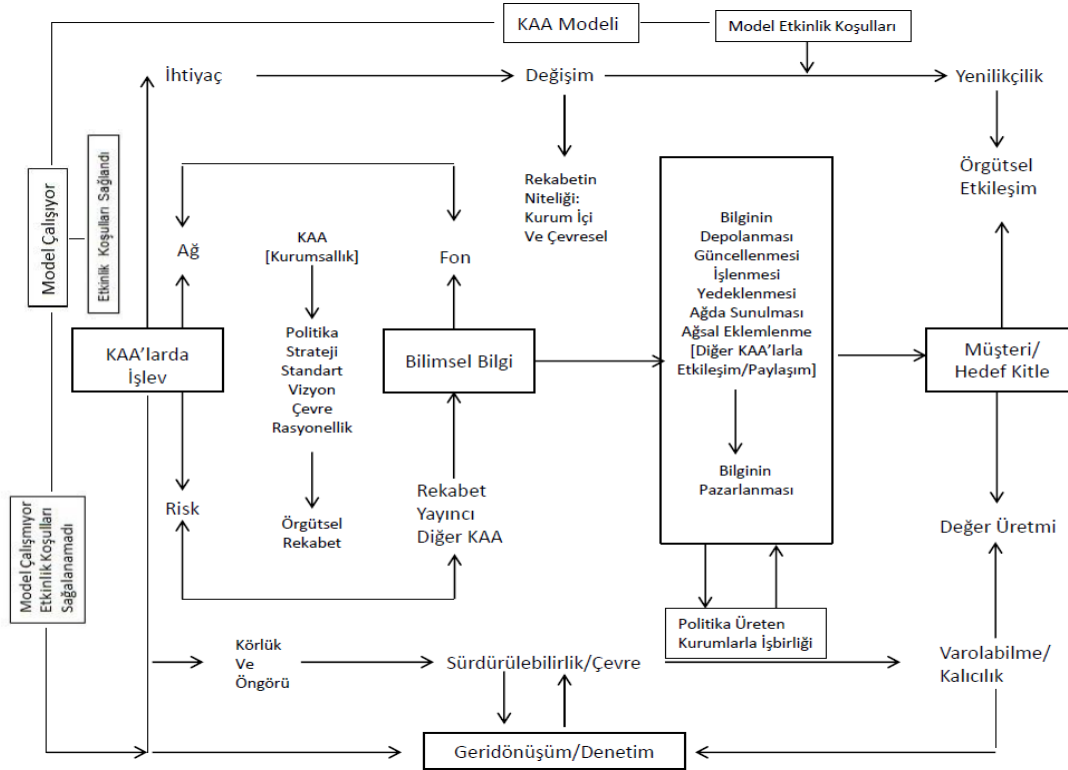 KAA Modeli
Model Etkinlik Koşulları
İhtiyaç
Değişim
Yenilikçilik
Model Çalışıyor
Etkinlik Koşulları Sağlandı
Rekabetin
Niteliği:
Kurum İçi
Ve Çevresel
Örgütsel
Etkileşim
Ağ
KAA
[Kurumsallık]
Fon
Bilginin
Depolanması
Güncellenmesi
İşlenmesi
Yedeklenmesi
Ağda Sunulması
Ağsal Eklemlenme
[Diğer KAA'larla
Etkileşim/Paylaşım]
KAA'larda
İşlev
Politika
Strateji
Standart
Vizyon
Çevre
Rasyonellik
Bilimsel Bilgi
Müşteri/
Hedef Kitle
Bilginin
Pazarlanması
Model Çalışmıyor
Etkinlik Koşulları
Sağalanamadı
Risk
Örgütsel
Rekabet
Rekabet
Yayıncı
Diğer KAA
Değer Üretmi
Politika Üreten
Kurumlarla İşbirliği
Körlük
Ve
Öngörü
Sürdürülebilirlik/Çevre
Varolabilme/
Kalıcılık
Geridönüşüm/Denetim